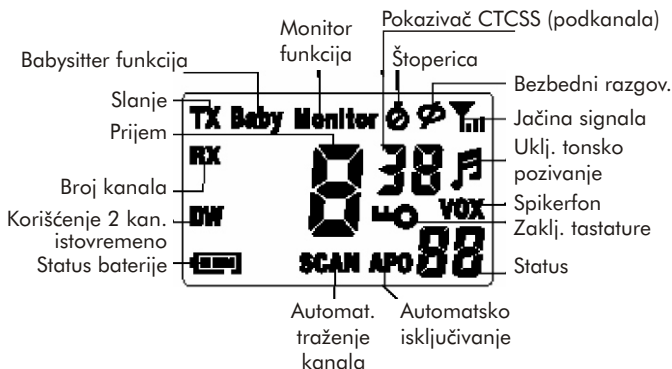 Pokazivač CTCSS (podkanala)
Monitor
funkcija
Štoperica
Babysitter funkcija
Bezbedni razgov.
Slanje
TX Baby Monitor
Jačina signala
Prijem
Uklj. tonsko
pozivanje
RX
8 38
Broj kanala
Spikerfon
VOX
Korišćenje 2 kan.
istovremeno
DW
Zaklj. tastature
Status baterije
SCAN APO 88
Status
Automat.
traženje
kanala
Automatsko
isključivanje